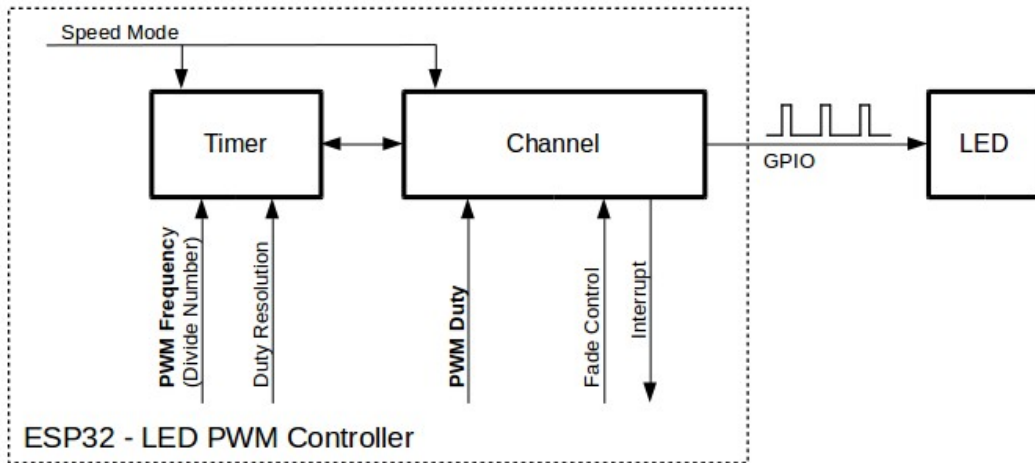 Speed Mode
Timer
Channel
GPIO
LED
PWM Frequency
(Divide Number)
Duty Resolution
PWM Duty
Fade Control
Interrupt
ESP32 - LED PWM Controller